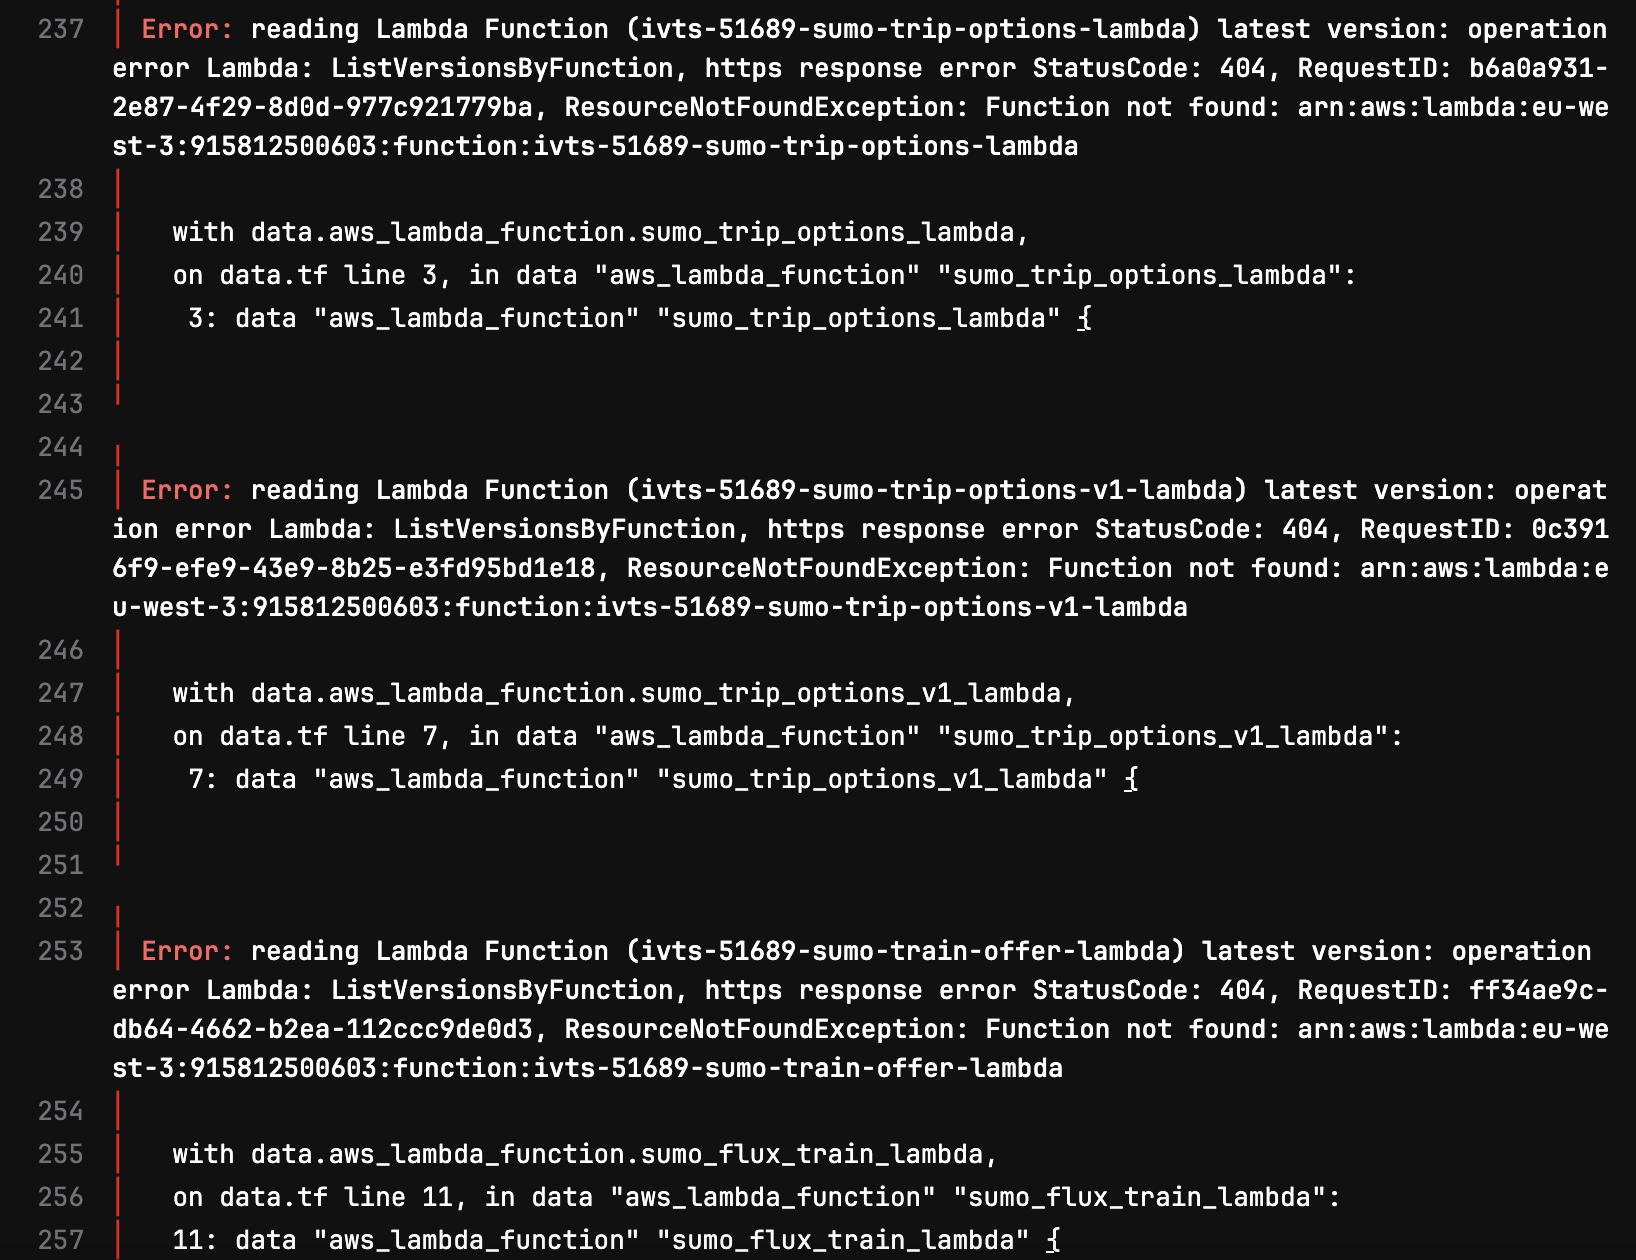 237 Error: reading Lambda Function (ivts-51689-sumo-trip-options-lambda) latest version: operation
error Lambda: ListVersionsByFunction, https response error StatusCode: 404, RequestID: b6a0a931-
2e87-4f29-8d0d-977c921779ba, ResourceNotFoundException: Function not found: arn:aws:lambda:eu-we
st-3:915812500603:function:ivts-51689-sumo-trip-options-lambda
238
239 with data.aws_lambda_function.sumo_trip_options_lambda,
240 on data.tf line 3, in data "aws_lambda_function" "sumo_trip_options_lambda":
241 3: data "aws_lambda_function" "sumo_trip_options_lambda" {
242
243
244
245 Error: reading Lambda Function (ivts-51689-sumo-trip-options-v1-lambda) latest version: operat
ion error Lambda: ListVersionsByFunction, https response error StatusCode: 404, RequestID: 0c391
6f9-efe9-43e9-8b25-e3fd95bd1e18, ResourceNotFoundException: Function not found: arn:aws:lambda:e
u-west-3:915812500603:function:ivts-51689-sumo-trip-options-v1-lambda
246
247 with data.aws_lambda_function.sumo_trip_options_v1_lambda,
248 on data.tf line 7, in data "aws_lambda_function" "sumo_trip_options_v1_lambda":
249 7: data "aws_lambda_function" "sumo_trip_options_v1_lambda" {
250
251
252
253 Error: reading Lambda Function (ivts-51689-sumo-train-offer-lambda) latest version: operation
error Lambda: ListVersionsByFunction, https response error StatusCode: 404, RequestID: ff34ae9c-
db64-4662-b2ea-112ccc9de0d3, ResourceNotFoundException: Function not found: arn:aws:lambda:eu-we
st-3:915812500603:function:ivts-51689-sumo-train-offer-lambda
254
255 with data.aws_lambda_function.sumo_flux_train_lambda,
256 on data.tf line 11, in data "aws_lambda_function" "sumo_flux_train_lambda":
257 11: data "aws_lambda_function" "sumo_flux_train_lambda" {